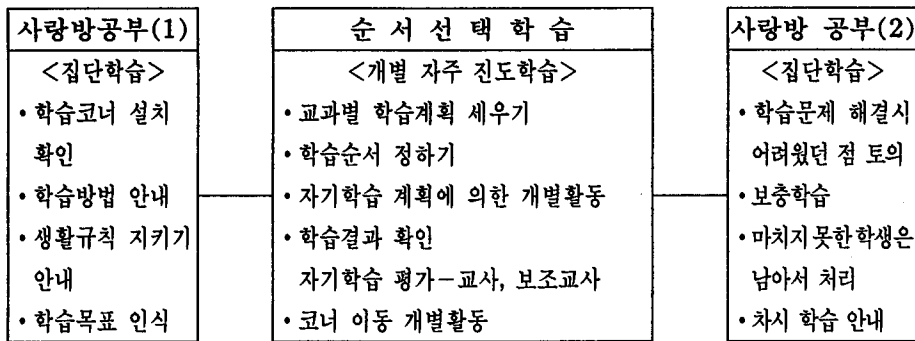 사랑방공부(1)
<집단학습>
• 학습코너 설치
확인
• 학습방법 안내
• 생활규칙 지키기
안내
• 학습목표 인식
순 서 선 택 학 습
<개별 자주 진도학습>
• 교과별 학습계획 세우기
• 학습순서 정하기
• 자기학습 계획에 의한 개별활동
• 학습결과 확인
자기학습 평가－교사, 보조교사
• 코너 이동 개별활동
사랑방 공부(2)
<집단학습>
• 학습문제 해결시
어려웠던 점 토의
• 보충학습
• 마치지못한학생은
남아서 처리
• 차시 학습 안내